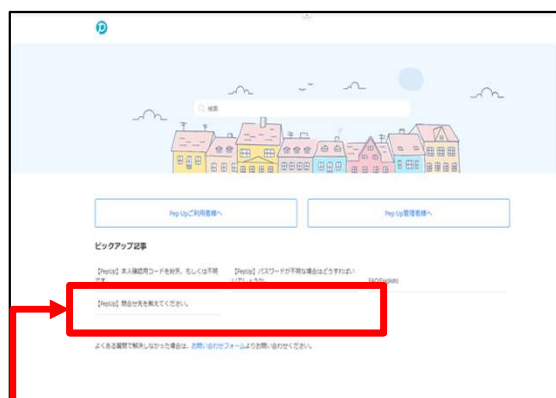 検索
Pep Upご利用者様へ
Pep Up管理者様へ
ピックアップ記事
【PepUp】本人確認用コードを紛失、もしくは不明です。
【PepUp】パスワードが不明な場合はどうすればいいでしょうか。
FAQ(English)
【PepUp】問合せ先を教えてください。
よくある質問で解決しなかった場合は、お問い合わせフォームよりお問い合わせください。